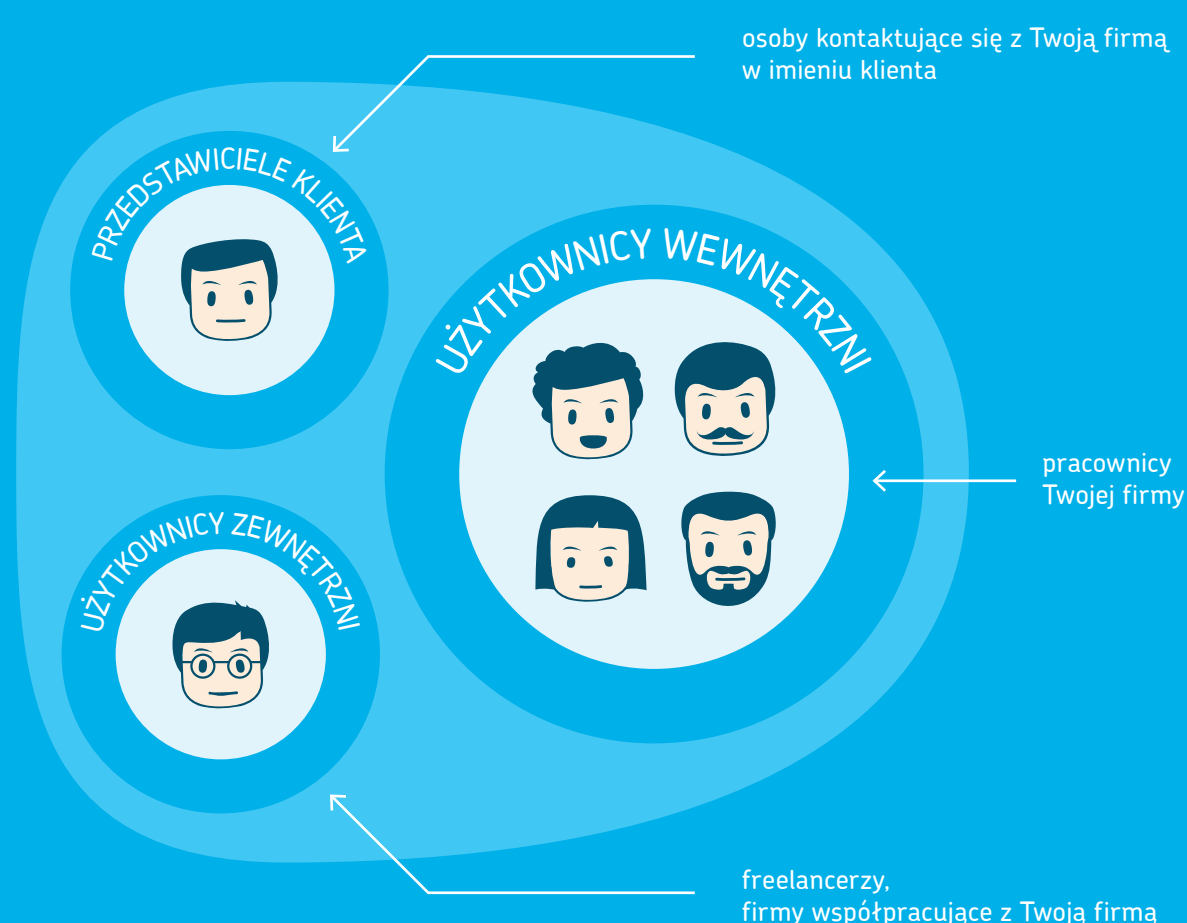 osoby kontaktujące się z Twoją firmą
w imieniu klienta
PRZEDSTAWICIELE KLIENTA
UŻYTKOWNICY WEWNĘTRZNI
pracownicy
Twojej firmy
UŻYTKOWNICY ZEWNĘTRZNI
freelancerzy,
firmy współpracujące z Twoją firmą